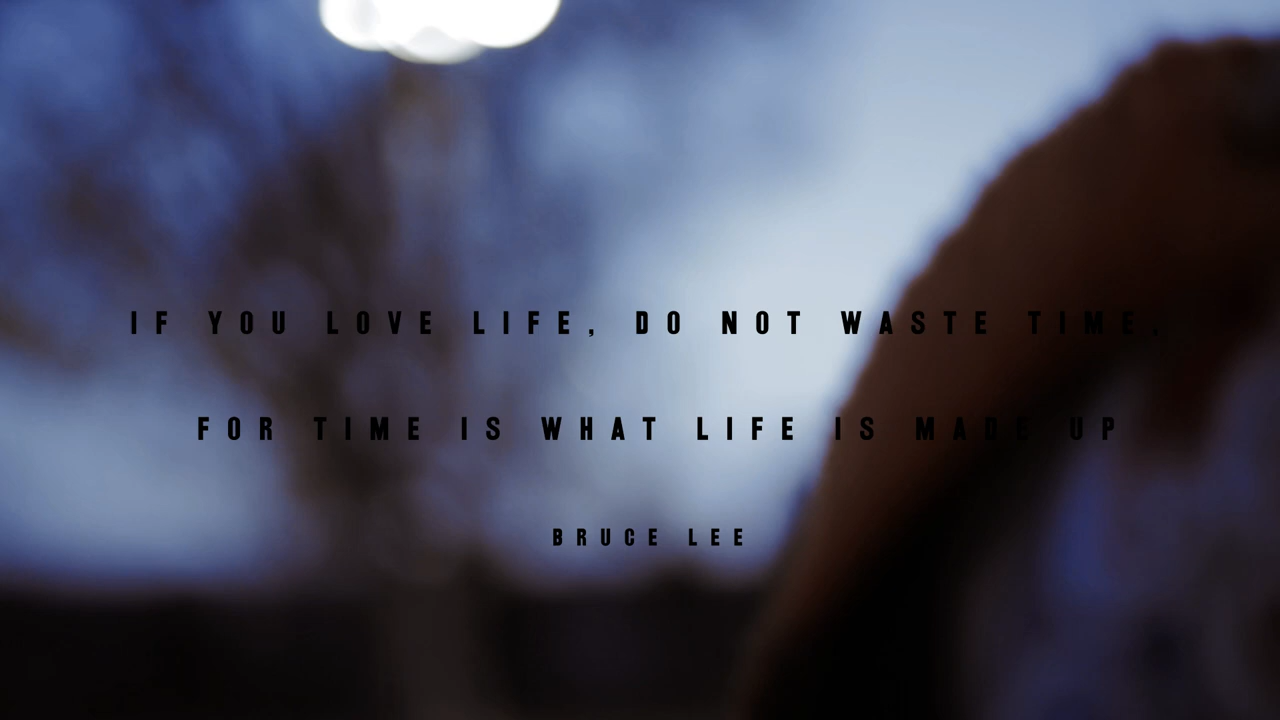 IF YOU LOVE LIFE, DO NOT WASTE TIME,
FOR TIME IS WHAT LIFE IS MADE UP
BRUCE LEE